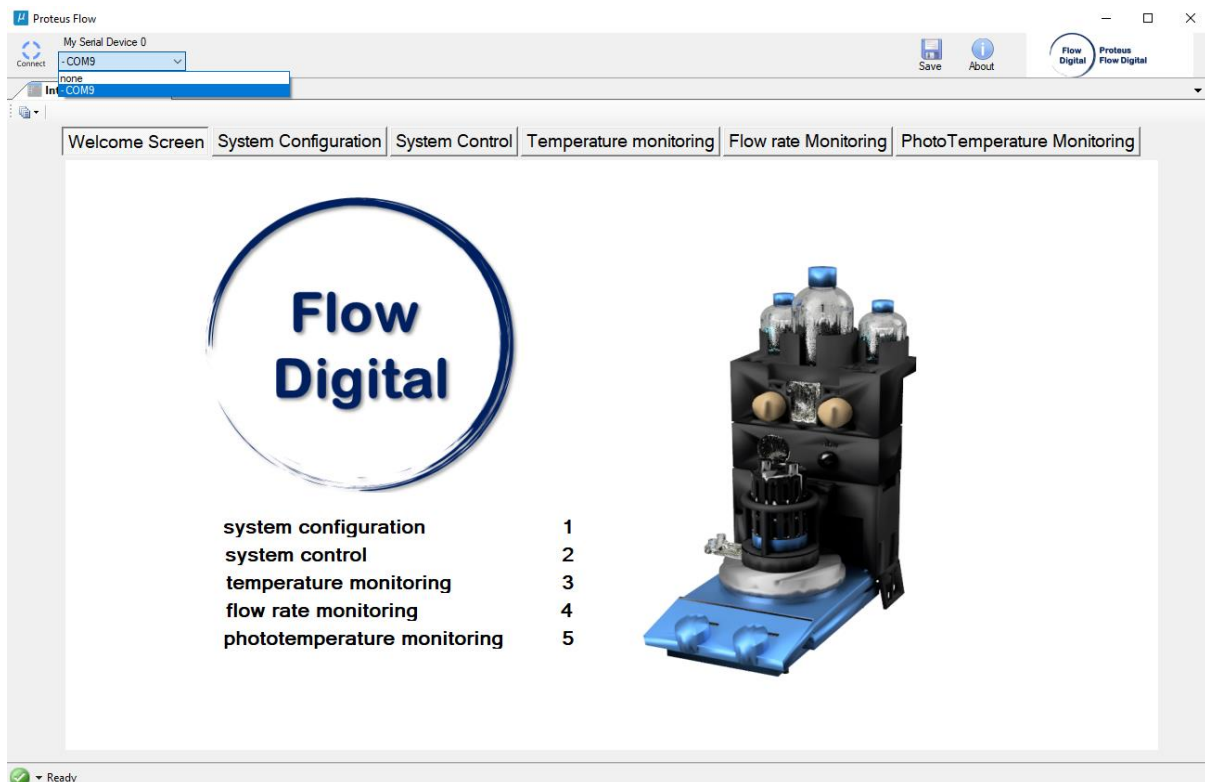 Proteus Flow
My Serial Device 0
Connect
- COM9
Save
About
Flow Digital
Proteus Flow Digital
none
- COM9
Int
Welcome Screen
System Configuration
System Control
Temperature monitoring
Flow rate Monitoring
PhotoTemperature Monitoring
Flow
Digital
system configuration 1
system control 2
temperature monitoring 3
flow rate monitoring 4
phototemperature monitoring 5
Ready